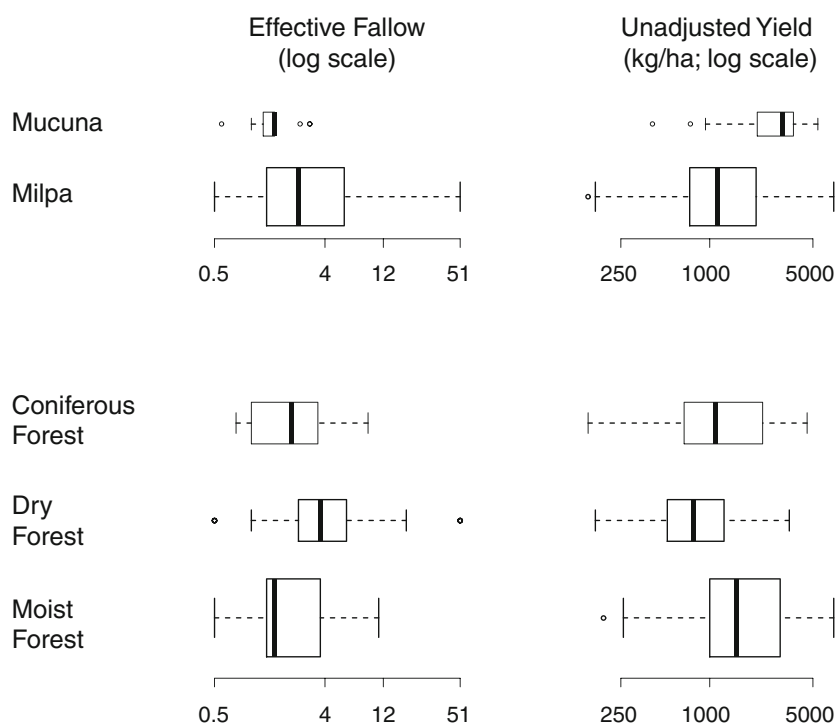 Effective Fallow
(log scale)
Unadjusted Yield
(kg/ha; log scale)
Mucuna
Milpa
0.5 4 12 51
250 1000 5000
Coniferous
Forest
Dry
Forest
Moist
Forest
0.5 4 12 51
250 1000 5000